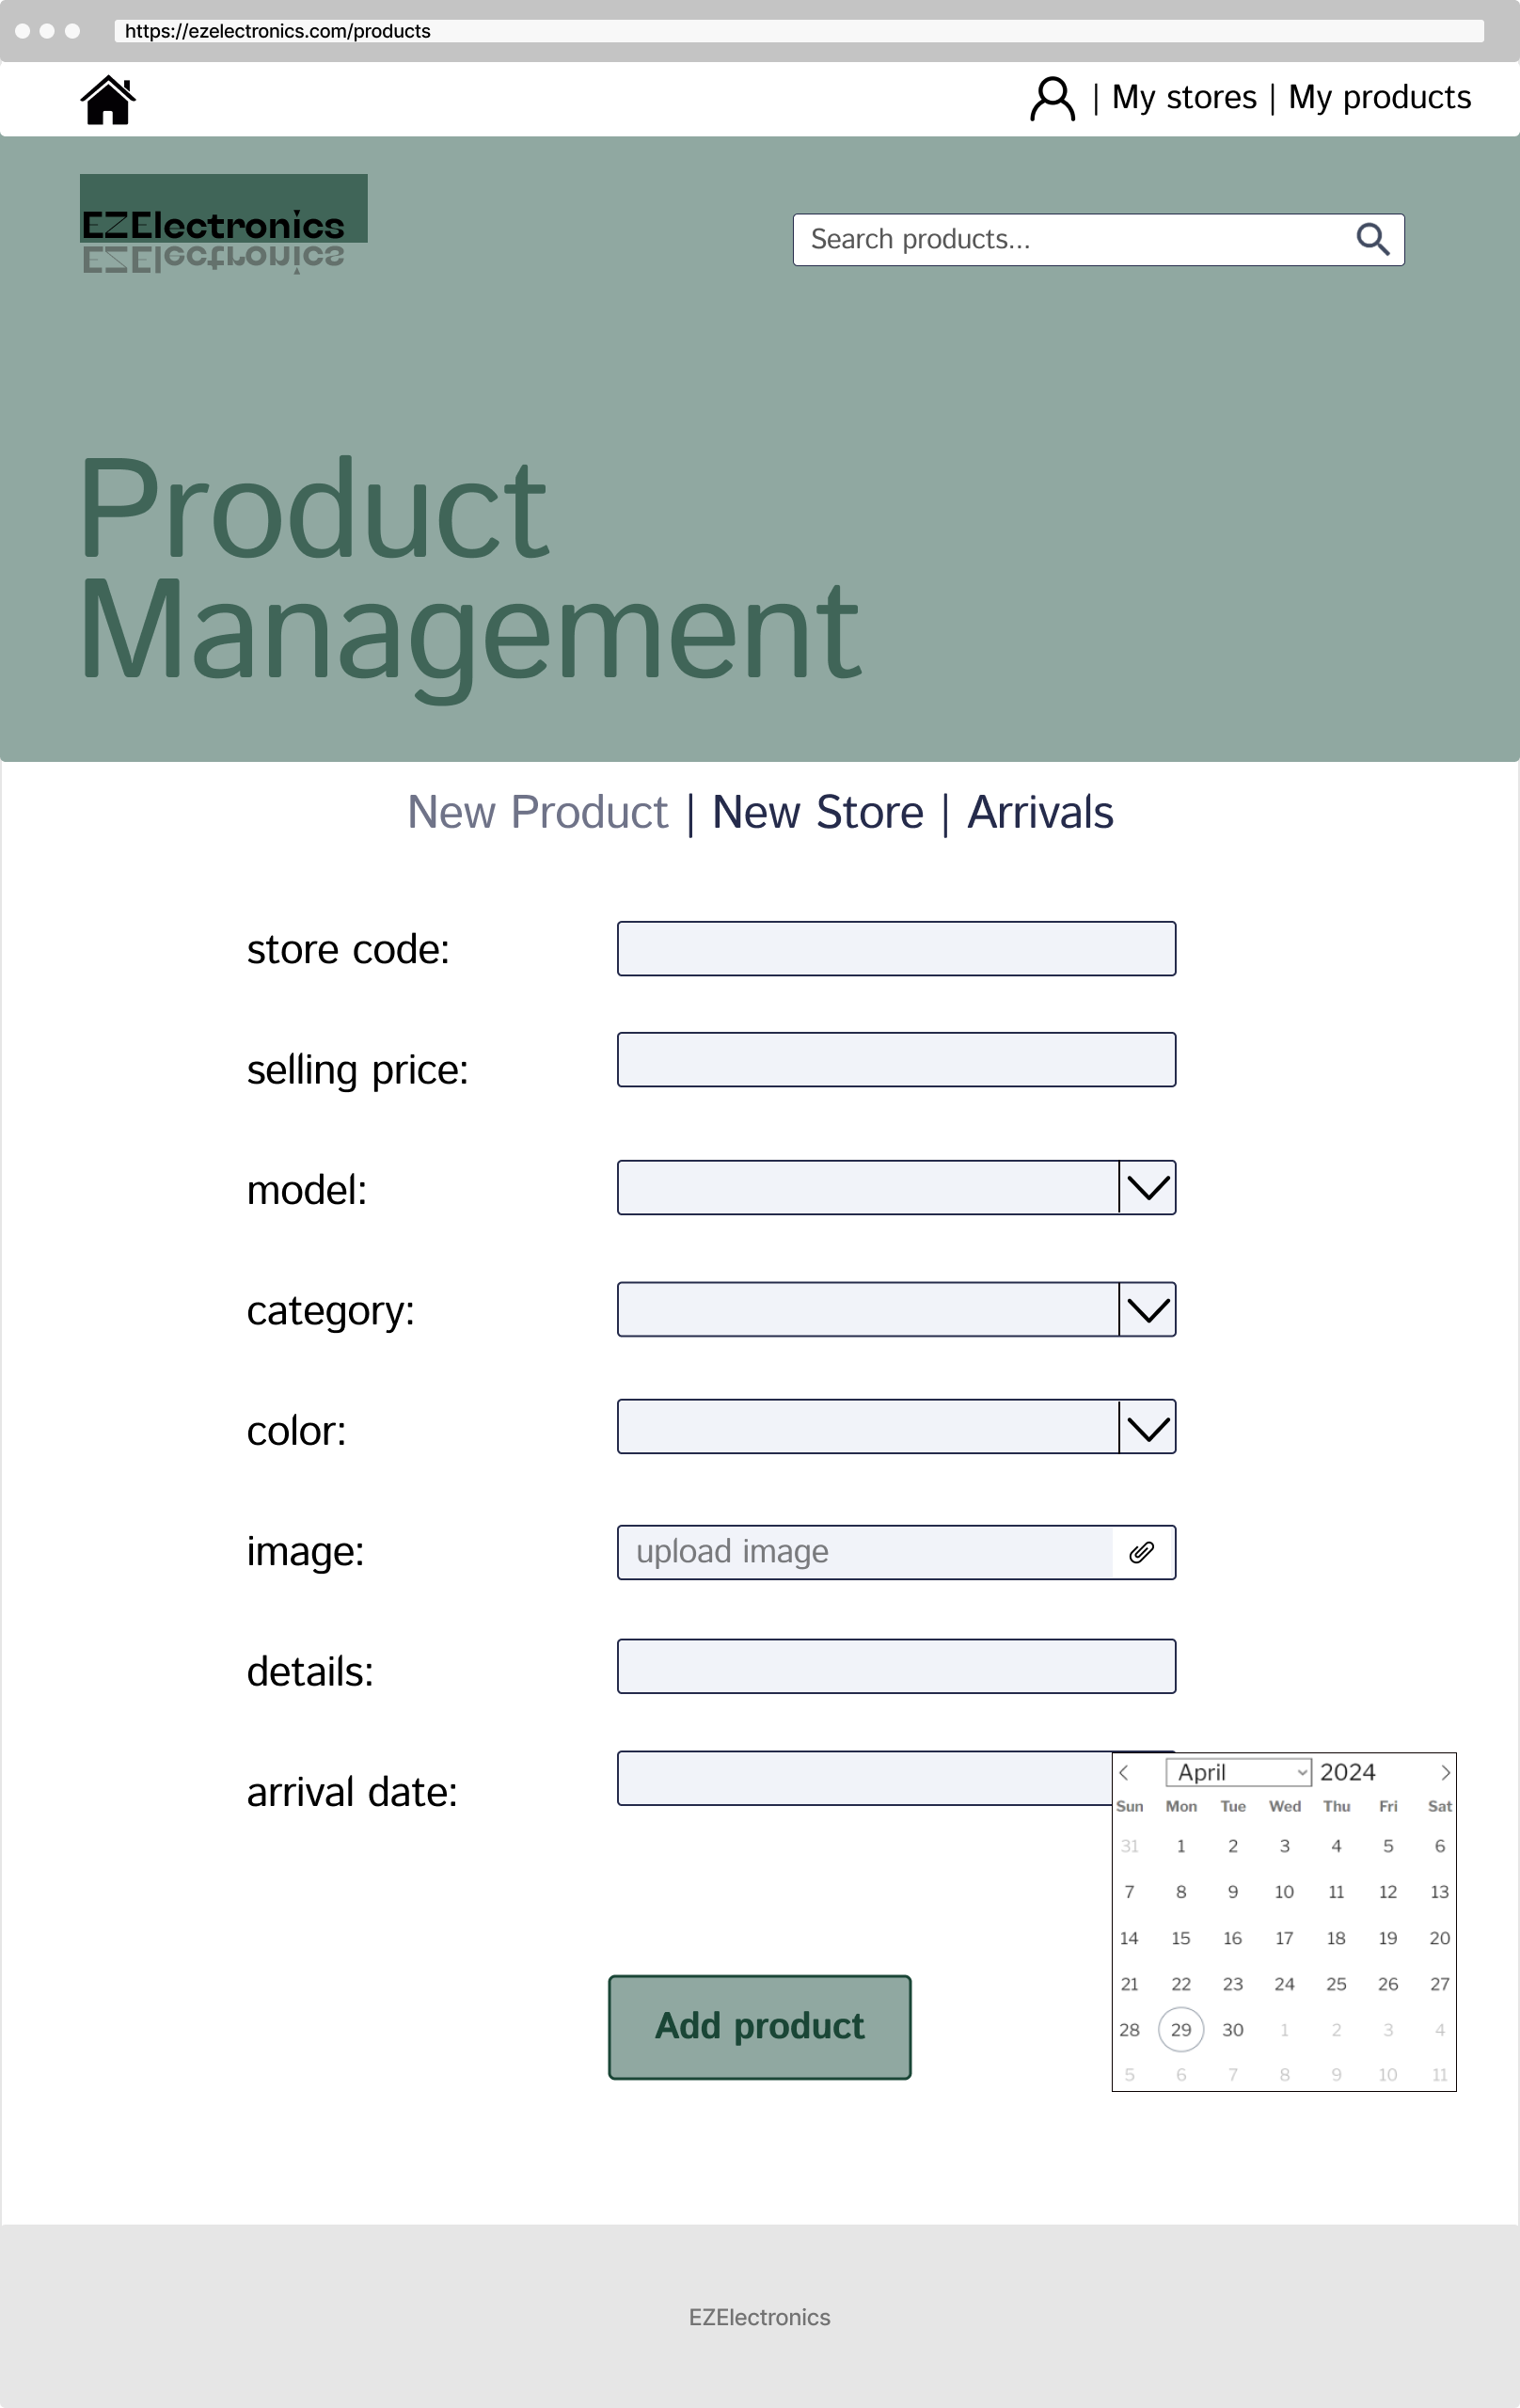 https://ezelectronics.com/products
| My stores | My products
EZElectronics
EZElectronics
Search products...
Product
Management
New Product | New Store | Arrivals
store code:
selling price:
model:
category:
color:
image:
upload image
details:
arrival date:
April 2024
Sun Mon Tue Wed Thu Fri Sat
31 1 2 3 4 5 6
7 8 9 10 11 12 13
14 15 16 17 18 19 20
21 22 23 24 25 26 27
28 29 30 1 2 3 4
5 6 7 8 9 10 11
Add product
EZElectronics